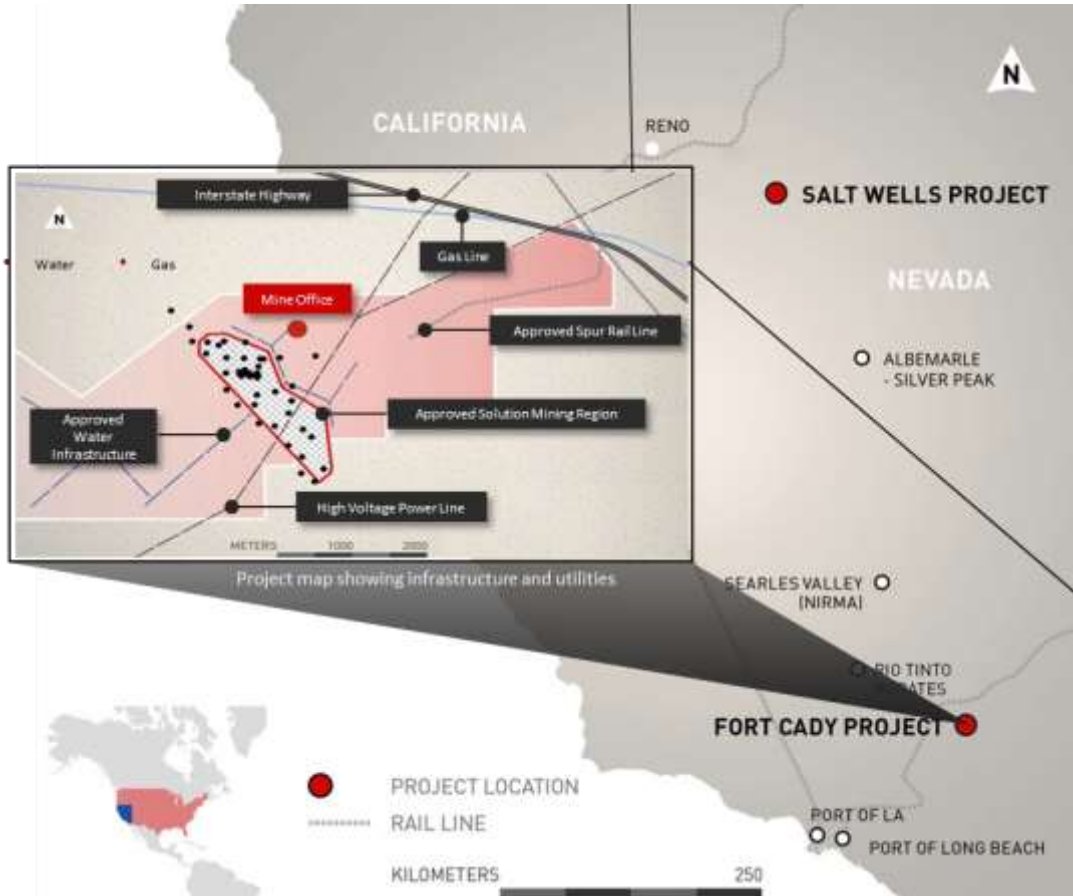 CALIFORNIA
N
RENO
SALT WELLS PROJECT
NEVADA
Interstate Highway
N
Gas Line
Water
Gas
Mine Office
Approved Spur Rail Line
ALBEMARLE
- SILVER PEAK
Approved Solution Mining Region
Approved
Water
Infrastructure
High Voltage Power Line
METERS 1000 2000
Project map showing infrastructure and utilities
SEARLES VALLEY
(NIRMA)
RIO TINTO
FORT CADY PROJECT
PROJECT LOCATION
RAIL LINE
PORT OF LA
PORT OF LONG BEACH
KILOMETERS 250